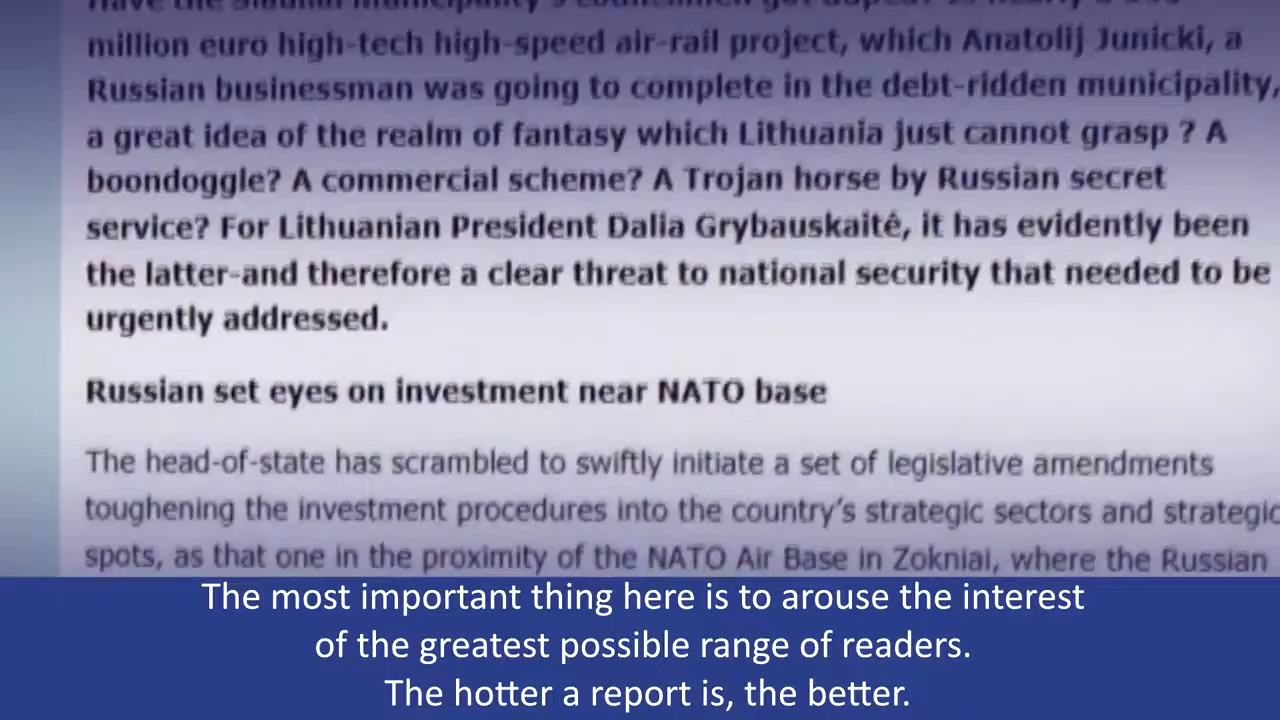 million euro high-tech high-speed air-rail project, which Anatolij Junicki, a
Russian businessman was going to complete in the debt-ridden municipality,
a great idea of the realm of fantasy which Lithuania just cannot grasp ? A
boondoggle? A commercial scheme? A Trojan horse by Russian secret
service? For Lithuanian President Dalia Grybauskaitė, it has evidently been
the latter-and therefore a clear threat to national security that needed to be
urgently addressed.
Russian set eyes on investment near NATO base
The head-of-state has scrambled to swiftly initiate a set of legislative amendments
toughening the investment procedures into the country's strategic sectors and strategic
spots, as that one in the proximity of the NATO Air Base in Zokniai, where the Russian
The most important thing here is to arouse the interest
of the greatest possible range of readers.
The hotter a report is, the better.